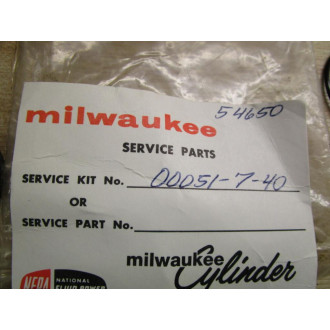 54650
milwaukee
SERVICE PARTS
SERVICE KIT No. 00051-7-40
OR
SERVICE PART No.
milwaukee
Cylinder
NFPA NATIONAL
FLUID POWER